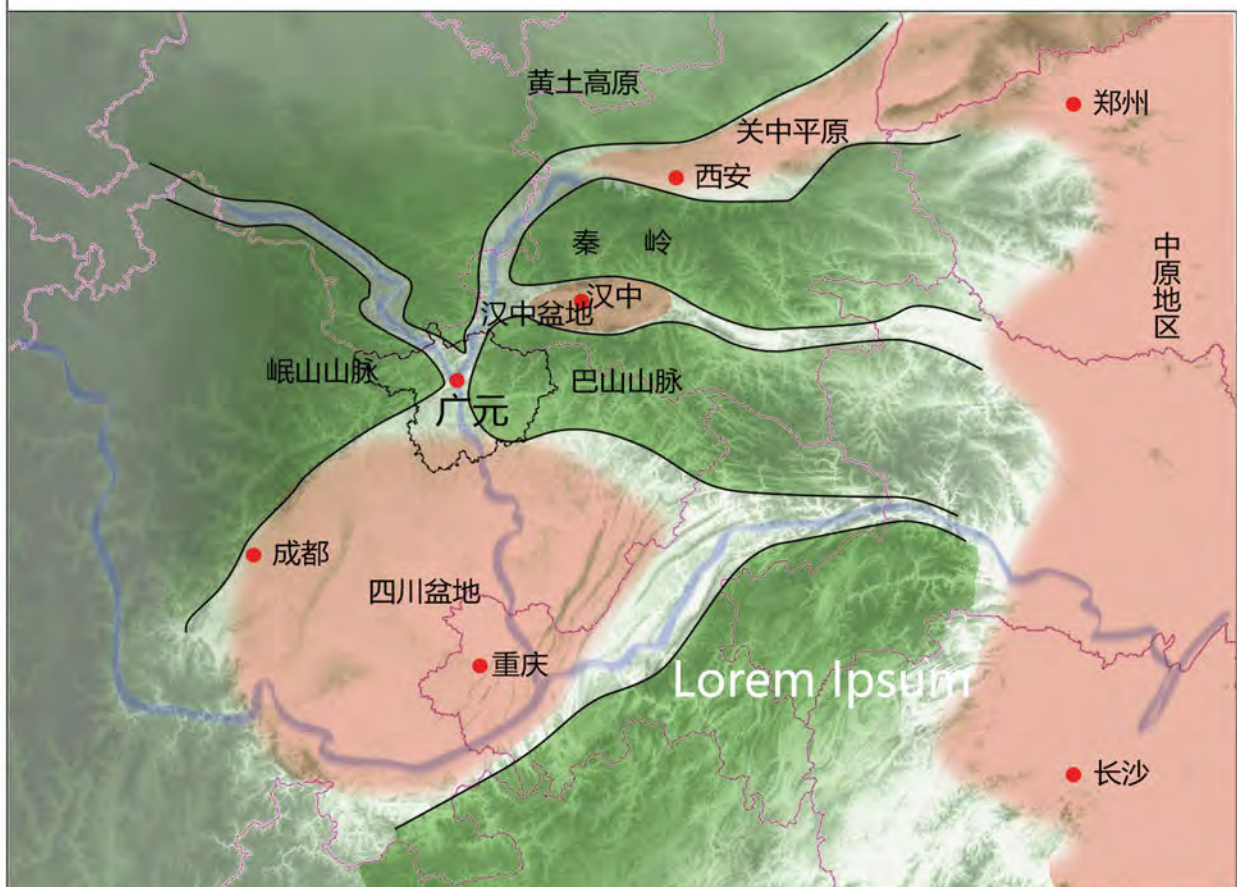 黄土高原
郑州
关中平原
西安
秦岭
中原地区
汉中
汉中盆地
岷山山脉
巴山山脉
广元
成都
四川盆地
重庆
Lorem Ipsum
长沙